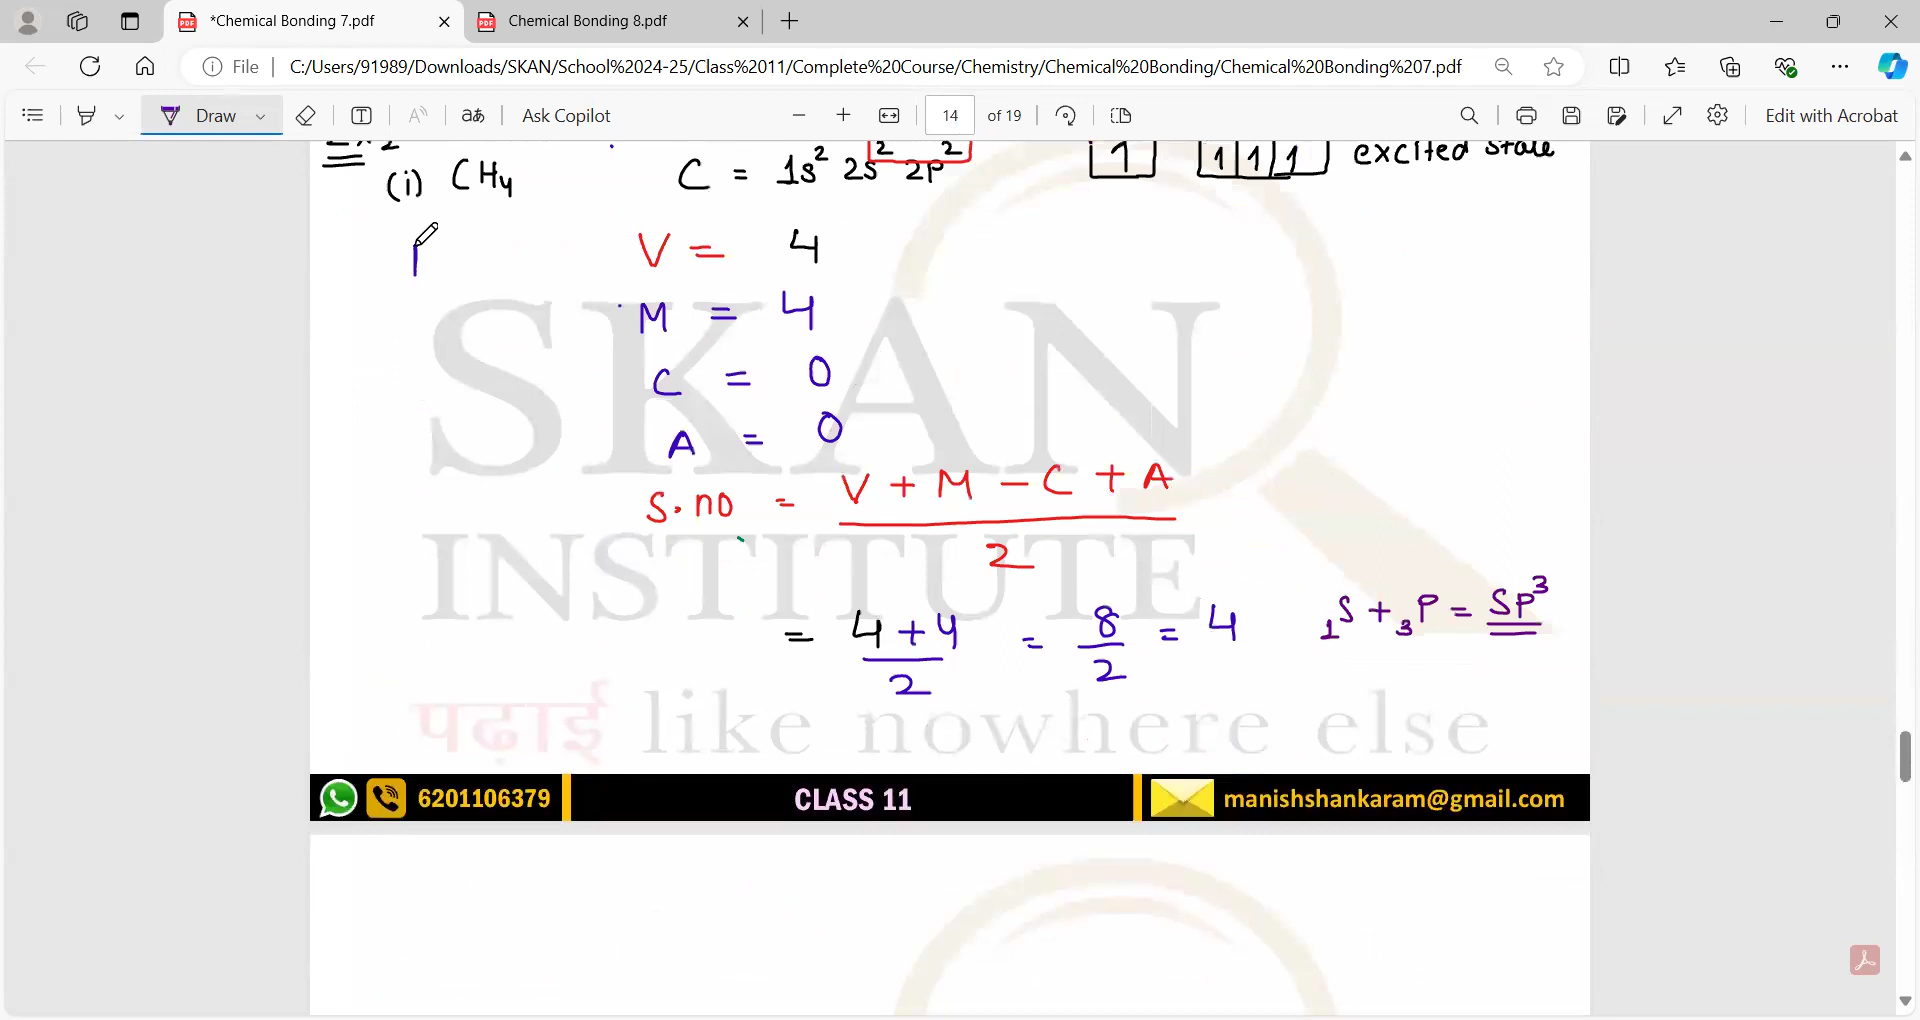 *Chemical Bonding 7.pdf
Chemical Bonding 8.pdf
File
C:/Users/91989/Downloads/SKAN/School%2024-25/Class%2011/Complete%20Course/Chemistry/Chemical%20Bonding/Chemical%20Bonding%207.pdf
Draw
aあ
Ask Copilot
14 of 19
Edit with Acrobat
(i) CH4 C = 1s² 2s² 2p² 1 1 1 1 excited state
V = 4
M = 4
C = 0
A = 0
S.no = V + M - C + A / 2
= 4 + 4 / 2 = 8 / 2 = 4 1S + 3P = SP³
SKAN
INSTITUTE
पढ़ाई like nowhere else
6201106379 CLASS 11 manishshankaram@gmail.com